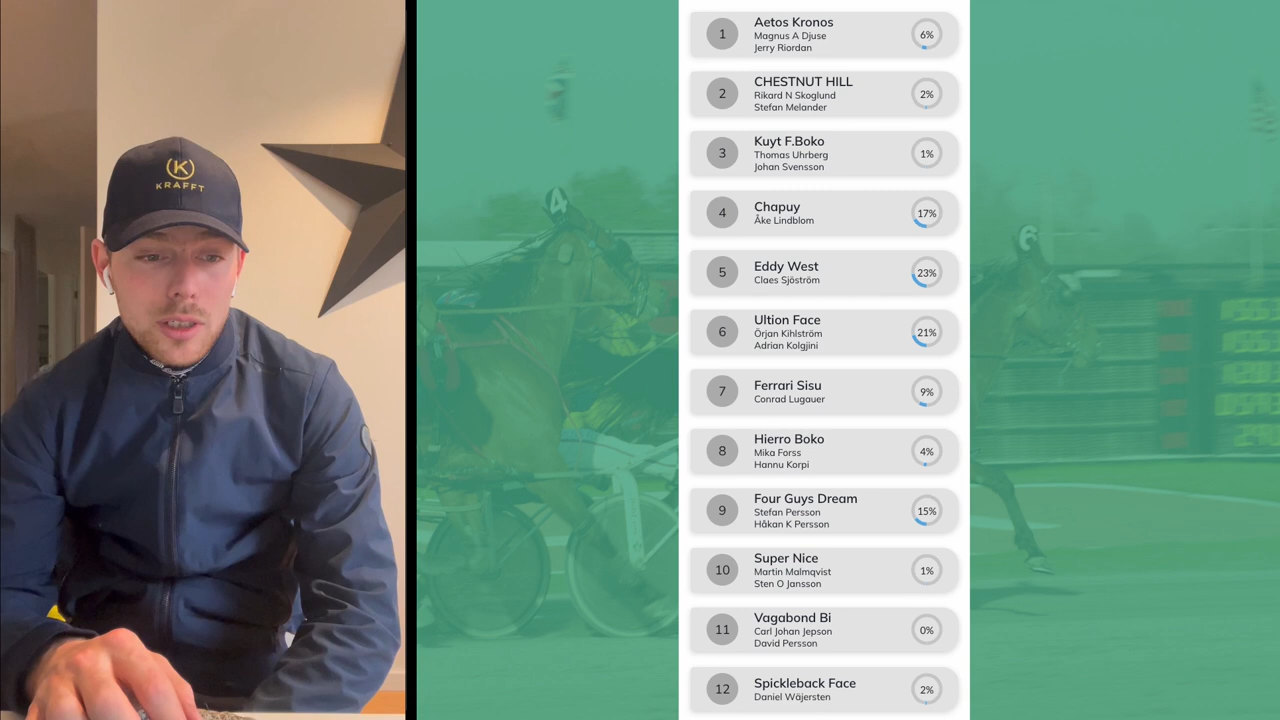 K
KRAFFT
4
6
1
Aetos Kronos
Magnus A Djuse
Jerry Riordan
6%
2
CHESTNUT HILL
Rikard N Skoglund
Stefan Melander
2%
3
Kuyt F.Boko
Thomas Uhrberg
Johan Svensson
1%
4
Chapuy
Åke Lindblom
17%
5
Eddy West
Claes Sjöström
23%
6
Ultion Face
Örjan Kihlström
Adrian Kolgjini
21%
7
Ferrari Sisu
Conrad Lugauer
9%
8
Hierro Boko
Mika Forss
Hannu Korpi
4%
9
Four Guys Dream
Stefan Persson
Håkan K Persson
15%
10
Super Nice
Martin Malmqvist
Sten O Jansson
1%
11
Vagabond Bi
Carl Johan Jepson
David Persson
0%
12
Spickleback Face
Daniel Wäjersten
2%